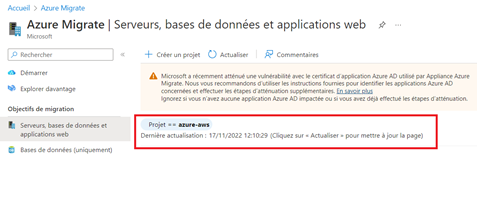 Accueil > Azure Migrate
Azure Migrate | Serveurs, bases de données et applications web
Microsoft
Rechercher
Démarrer
Explorer davantage
Objectifs de migration
Serveurs, bases de données et
applications web
Bases de données (uniquement)
Créer un projet Actualiser Commentaires
Microsoft a récemment atténué une vulnérabilité avec le certificat d'application Azure AD utilisé par Appliance Azure
Migrate. Nous vous recommandons d'utiliser les instructions fournies pour identifier les applications Azure AD
concernées et effectuer les étapes d'atténuation supplémentaires. En savoir plus
Ignorez si vous n'avez aucune application Azure AD impactée ou si vous avez déjà effectué les étapes d'atténuation.
Projet == azure-aws
Dernière actualisation : 17/11/2022 12:10:29 (Cliquez sur « Actualiser » pour mettre à jour la page)